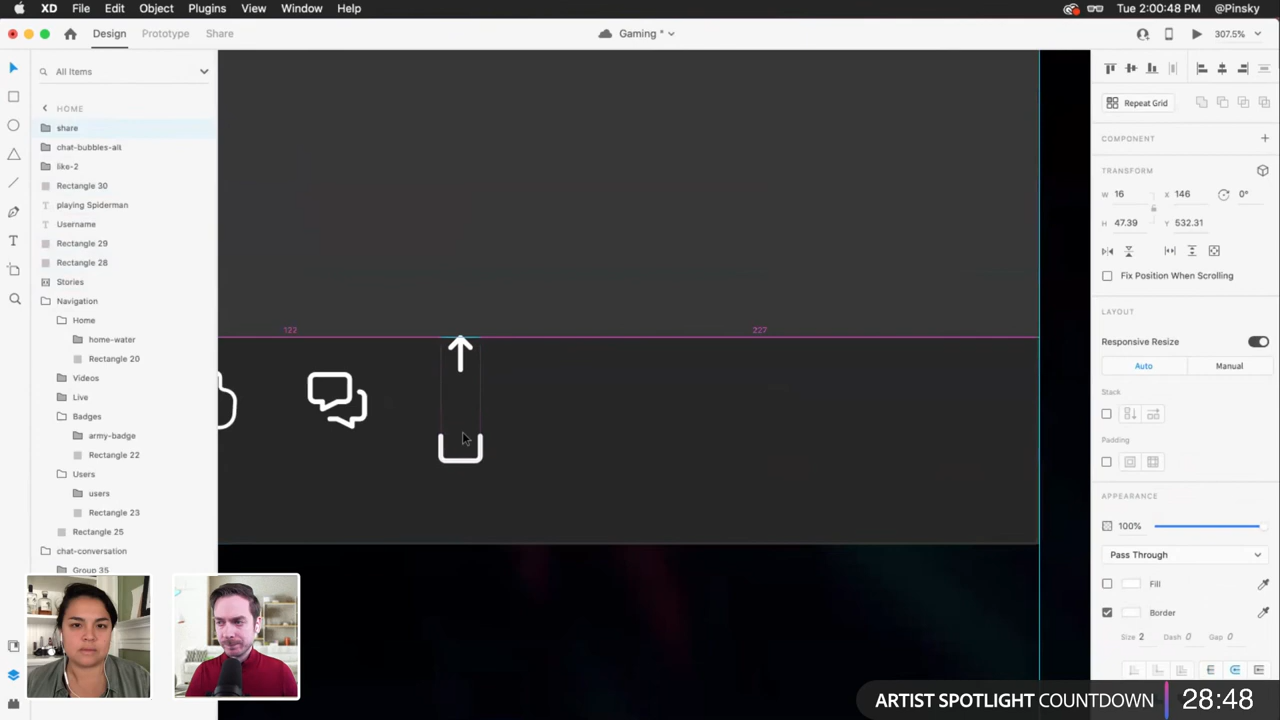 XD File Edit Object Plugins View Window Help
Tue 2:00:48 PM @Pinsky
Design Prototype Share
Gaming *
307.5%
All Items
HOME
share
chat-bubbles-alt
like-2
Rectangle 30
playing Spiderman
Username
Rectangle 29
Rectangle 28
Stories
Navigation
Home
home-water
Rectangle 20
Videos
Live
Badges
army-badge
Rectangle 22
Users
users
Rectangle 23
Rectangle 25
chat-conversation
Group 35
122
227
Repeat Grid
COMPONENT
TRANSFORM
W 16 X 146 0°
H 47.39 Y 532.31
Fix Position When Scrolling
LAYOUT
Responsive Resize
Auto Manual
Stack
Padding
APPEARANCE
100%
Pass Through
Fill
Border
Size 2 Dash 0 Gap 0
ARTIST SPOTLIGHT COUNTDOWN 28:48